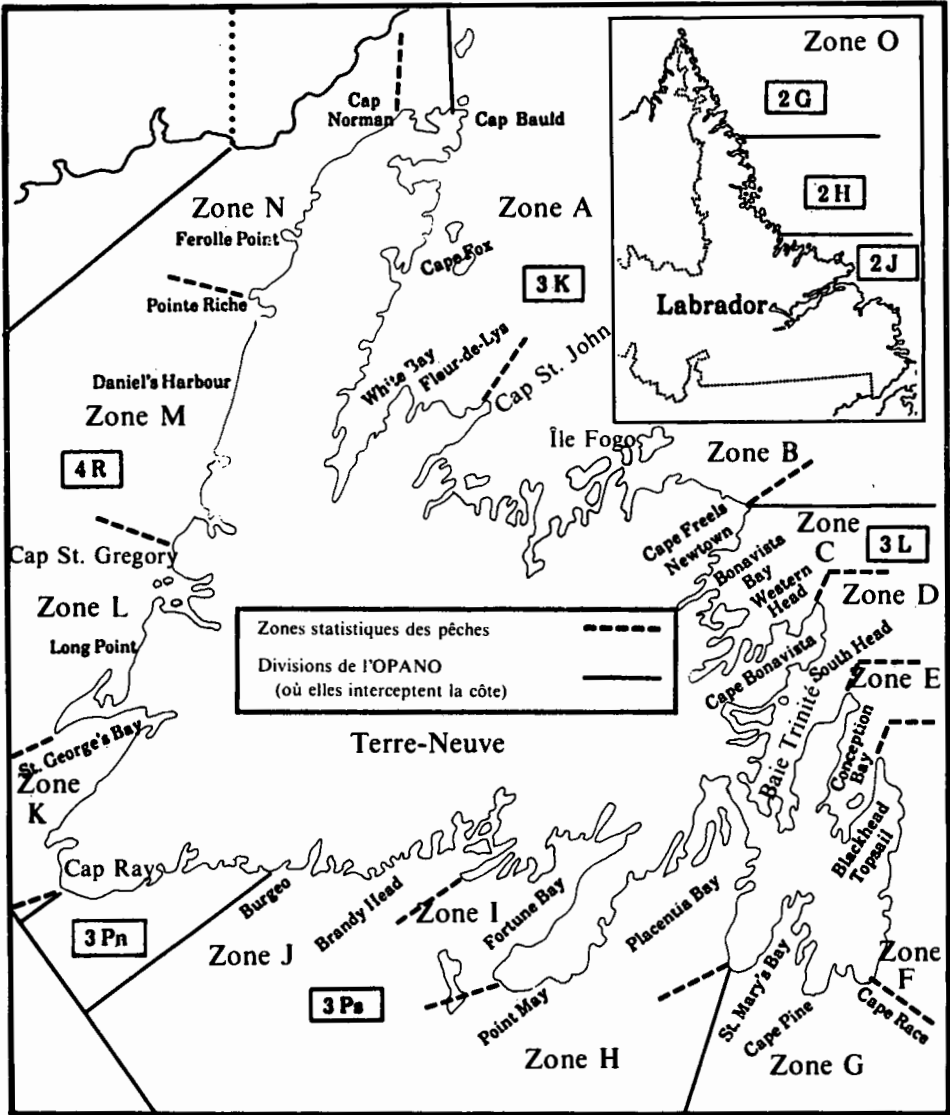 Zone O
2G
2H
2J
Labrador
Cap
Norman
Cap Bauld
Zone N
Zone A
Ferolle Point
Cape Fox
3K
Pointe Riche
Daniel's Harbour
White Bay
Fleur-de-Lys
Cap St. John
Zone M
Île Fogo
Zone B
4R
Cape Freels
Newtown
Zone
C
3L
Cap St. Gregory
Bonavista
Bay
Western
Head
Zone D
Zone L
Zones statistiques des pêches
Divisions de l'OPANO
(où elles interceptent la côte)
Long Point
Cape Bonavista
South Head
Zone E
St. George's Bay
Terre-Neuve
Baie Trinité
Conception
Bay
Zone
K
Blackhead
Topsail
Cap Ray
Burgeo
Brandy Head
Zone I
Fortune Bay
Placentia Bay
3Pn
Zone J
3Ps
Point May
St. Mary's Bay
Cape Pine
Zone
F
Cape Race
Zone H
Zone G